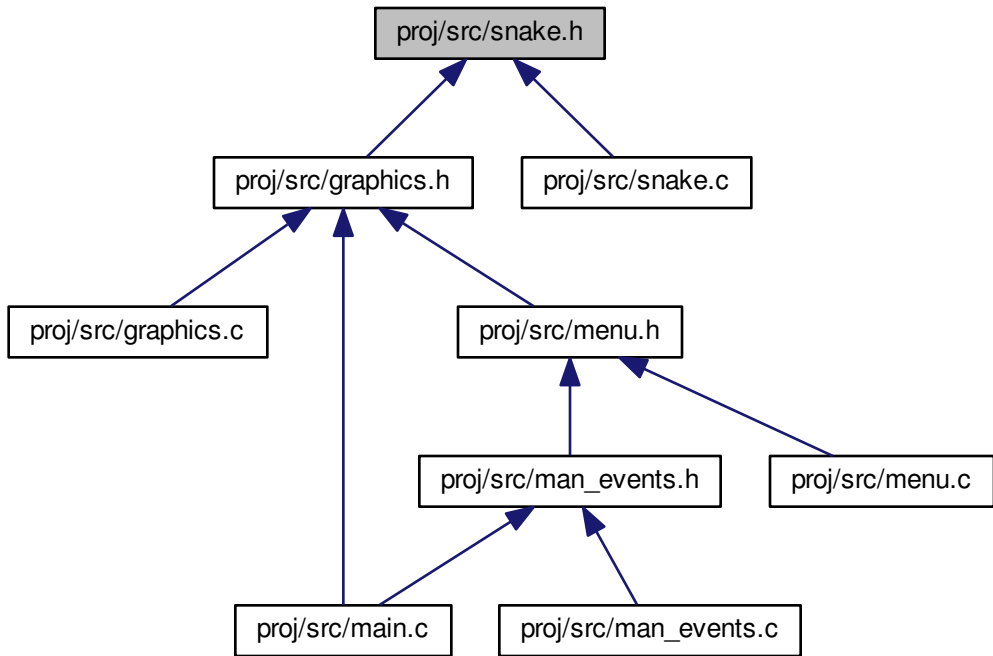 proj/src/snake.h
proj/src/graphics.h
proj/src/snake.c
proj/src/graphics.c
proj/src/menu.h
proj/src/man_events.h
proj/src/menu.c
proj/src/main.c
proj/src/man_events.c